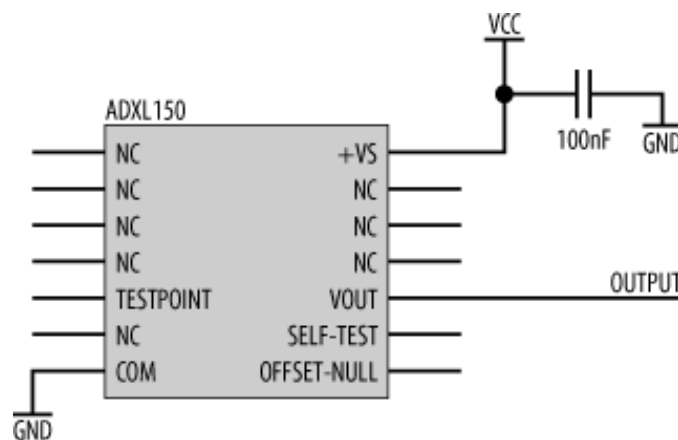 VCC
ADXL150
100nF
GND
NC +VS
NC NC
NC NC
NC NC
TESTPOINT VOUT
OUTPUT
NC SELF-TEST
COM OFFSET-NULL
GND